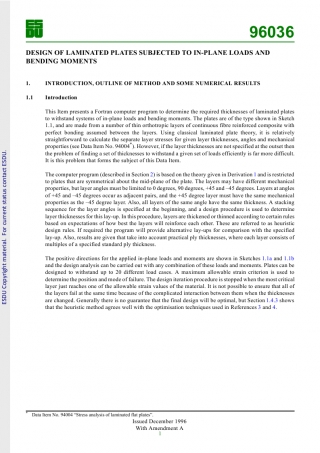 ESDU
96036
DESIGN OF LAMINATED PLATES SUBJECTED TO IN-PLANE LOADS AND
BENDING MOMENTS
1. INTRODUCTION, OUTLINE OF METHOD AND SOME NUMERICAL RESULTS
1.1 Introduction
This Item presents a Fortran computer program to determine the required thicknesses of laminated plates
to withstand systems of in-plane loads and bending moments. The plates are of the type shown in Sketch
1.1, and are made from a number of thin orthotropic layers of continuous fibre reinforced composite with
perfect bonding assumed between the layers. Using classical laminated plate theory, it is relatively
straightforward to calculate the separate layer stresses for given layer thicknesses, angles and mechanical
properties (see Data Item No. 94004*). However, if the layer thicknesses are not specified at the outset then
the problem of finding a set of thicknesses to withstand a given set of loads efficiently is far more difficult.
It is this problem that forms the subject of this Data Item.
The computer program (described in Section 2) is based on the theory given in Derivation 1 and is restricted
to plates that are symmetrical about the mid-plane of the plate. The layers may have different mechanical
properties, but layer angles must be limited to 0 degrees, 90 degrees, +45 and –45 degrees. Layers at angles
of +45 and –45 degrees occur as adjacent pairs, and the +45 degree layer must have the same mechanical
properties as the –45 degree layer. Also, all layers of the same angle have the same thickness. A stacking
sequence for the layer angles is specified at the beginning, and a design procedure is used to determine
layer thicknesses for this lay-up. In this procedure, layers are thickened or thinned according to certain rules
based on expectations of how best the layers will reinforce each other. These are referred to as heuristic
design rules. If required the program will provide alternative lay-ups for comparison with the specified
lay-up. Also, results are given that take into account practical ply thicknesses, where each layer consists of
multiples of a specified standard ply thickness.
The positive directions for the applied in-plane loads and moments are shown in Sketches 1.1a and 1.1b
and the design analysis can be carried out with any combination of these loads and moments. Plates can be
designed to withstand up to 20 different load cases. A maximum allowable strain criterion is used to
determine the position and mode of failure. The design iteration procedure is stopped when the most critical
layer just reaches one of the allowable strain values of the material. It is not possible to ensure that all of
the layers fail at the same time because of the complicated interaction between them when the thicknesses
are changed. Generally there is no guarantee that the final design will be optimal, but Section 1.4.3 shows
that the heuristic method agrees well with the optimisation techniques used in References 3 and 4.
* Data Item No. 94004 “Stress analysis of laminated flat plates”.
Issued December 1996
With Amendment A
1
ESDU Copyright material. For current status contact ESDU.